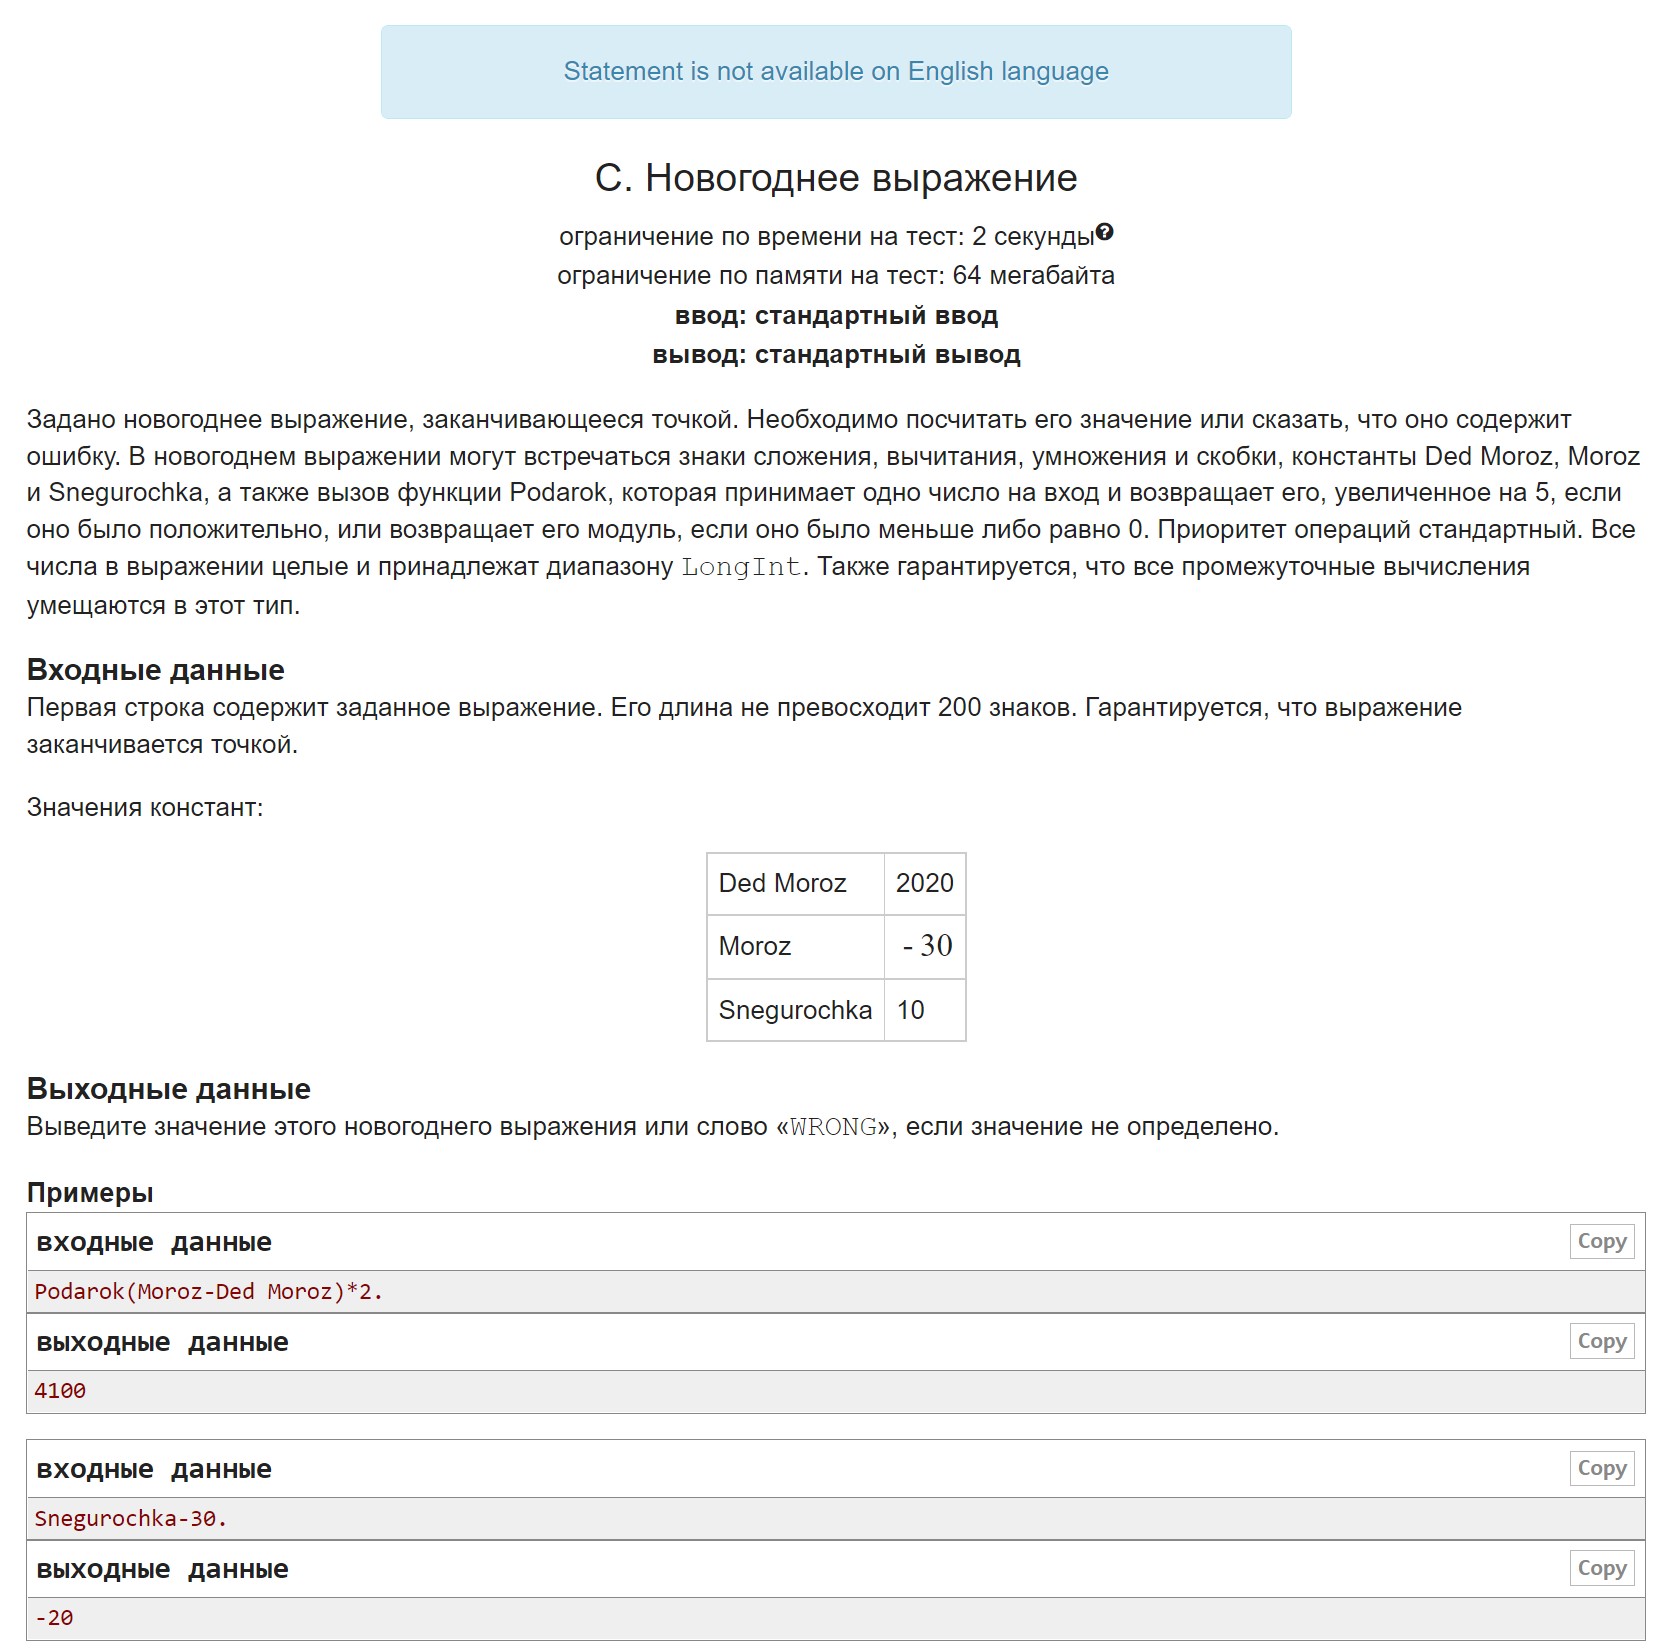 Statement is not available on English language
C. Новогоднее выражение
ограничение по времени на тест: 2 секунды?
ограничение по памяти на тест: 64 мегабайта
ввод: стандартный ввод
вывод: стандартный вывод
Задано новогоднее выражение, заканчивающееся точкой. Необходимо посчитать его значение или сказать, что оно содержит
ошибку. В новогоднем выражении могут встречаться знаки сложения, вычитания, умножения и скобки, константы Ded Moroz, Moroz
и Snegurochka, а также вызов функции Podarok, которая принимает одно число на вход и возвращает его, увеличенное на 5, если
оно было положительно, или возвращает его модуль, если оно было меньше либо равно 0. Приоритет операций стандартный. Все
числа в выражении целые и принадлежат диапазону LongInt. Также гарантируется, что все промежуточные вычисления
умещаются в этот тип.
Входные данные
Первая строка содержит заданное выражение. Его длина не превосходит 200 знаков. Гарантируется, что выражение
заканчивается точкой.
Значения констант:
Ded Moroz 2020
Moroz - 30
Snegurochka 10
Выходные данные
Выведите значение этого новогоднего выражения или слово «WRONG», если значение не определено.
Примеры
входные данные Copy
Podarok(Moroz-Ded Moroz)*2.
выходные данные Copy
4100
входные данные Copy
Snegurochka-30.
выходные данные Copy
-20